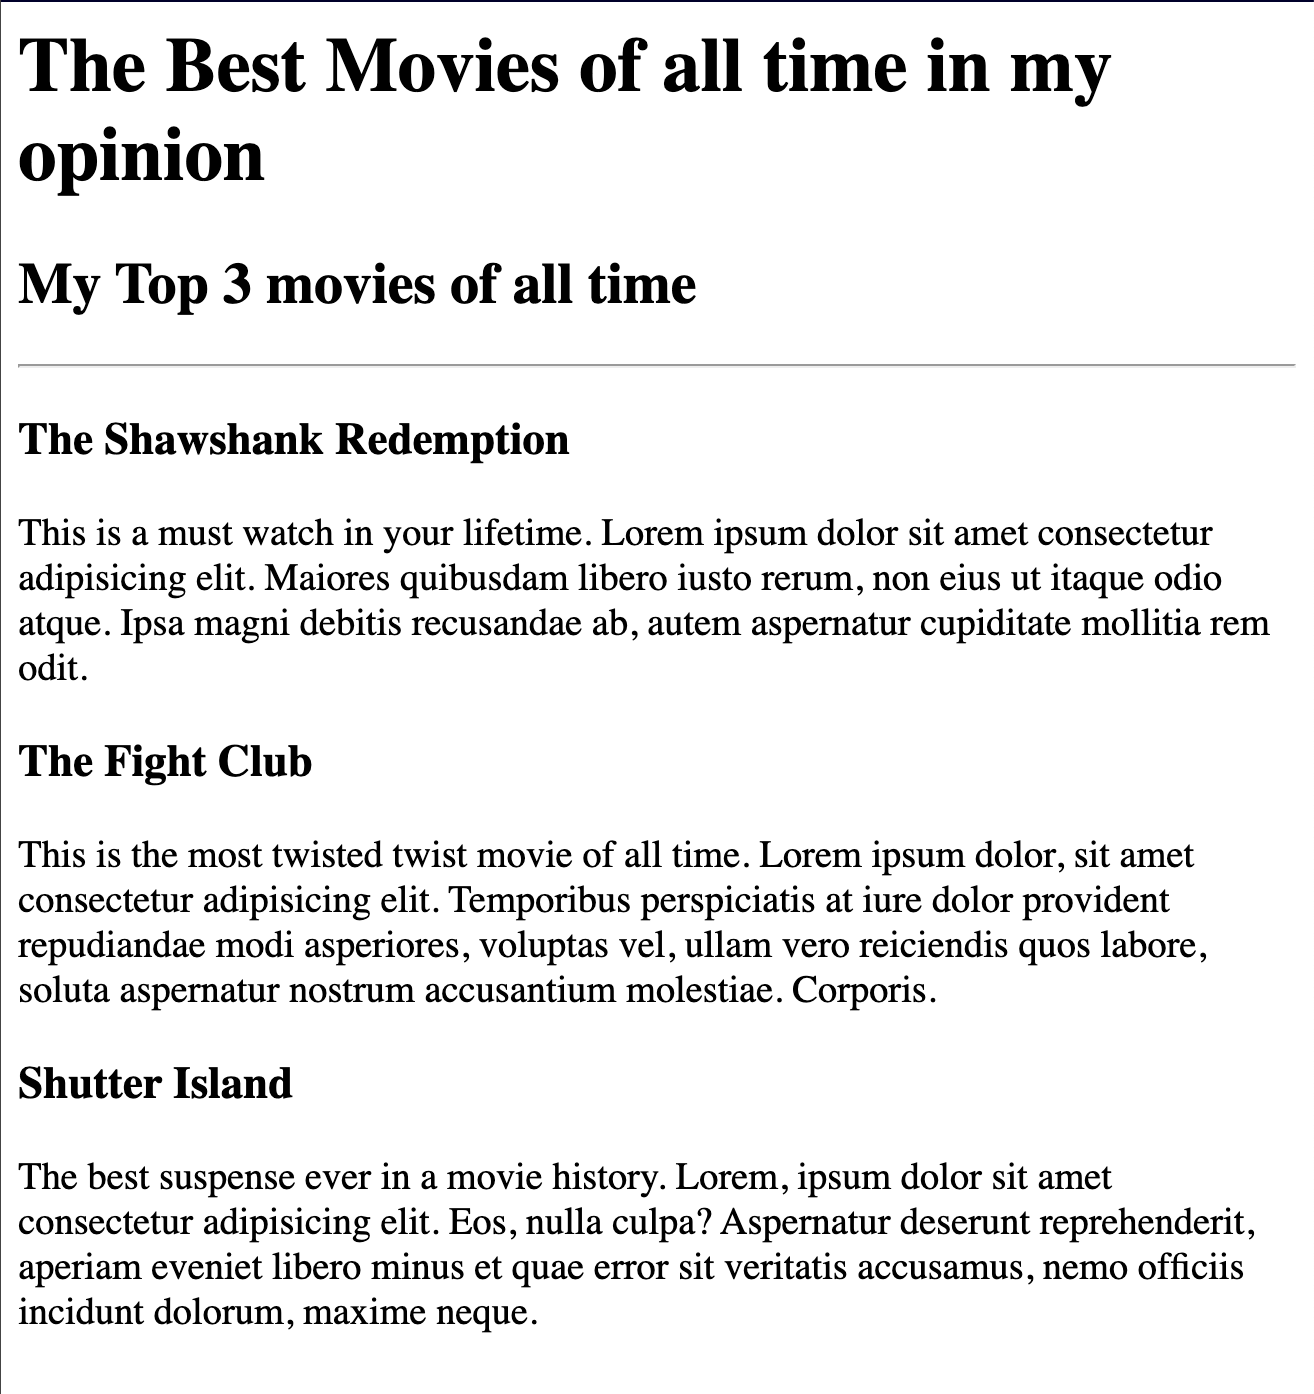 The Best Movies of all time in my
opinion
My Top 3 movies of all time
The Shawshank Redemption
This is a must watch in your lifetime. Lorem ipsum dolor sit amet consectetur
adipisicing elit. Maiores quibusdam libero iusto rerum, non eius ut itaque odio
atque. Ipsa magni debitis recusandae ab, autem aspernatur cupiditate mollitia rem
odit.
The Fight Club
This is the most twisted twist movie of all time. Lorem ipsum dolor, sit amet
consectetur adipisicing elit. Temporibus perspiciatis at iure dolor provident
repudiandae modi asperiores, voluptas vel, ullam vero reiciendis quos labore,
soluta aspernatur nostrum accusantium molestiae. Corporis.
Shutter Island
The best suspense ever in a movie history. Lorem, ipsum dolor sit amet
consectetur adipisicing elit. Eos, nulla culpa? Aspernatur deserunt reprehenderit,
aperiam eveniet libero minus et quae error sit veritatis accusamus, nemo officiis
incidunt dolorum, maxime neque.